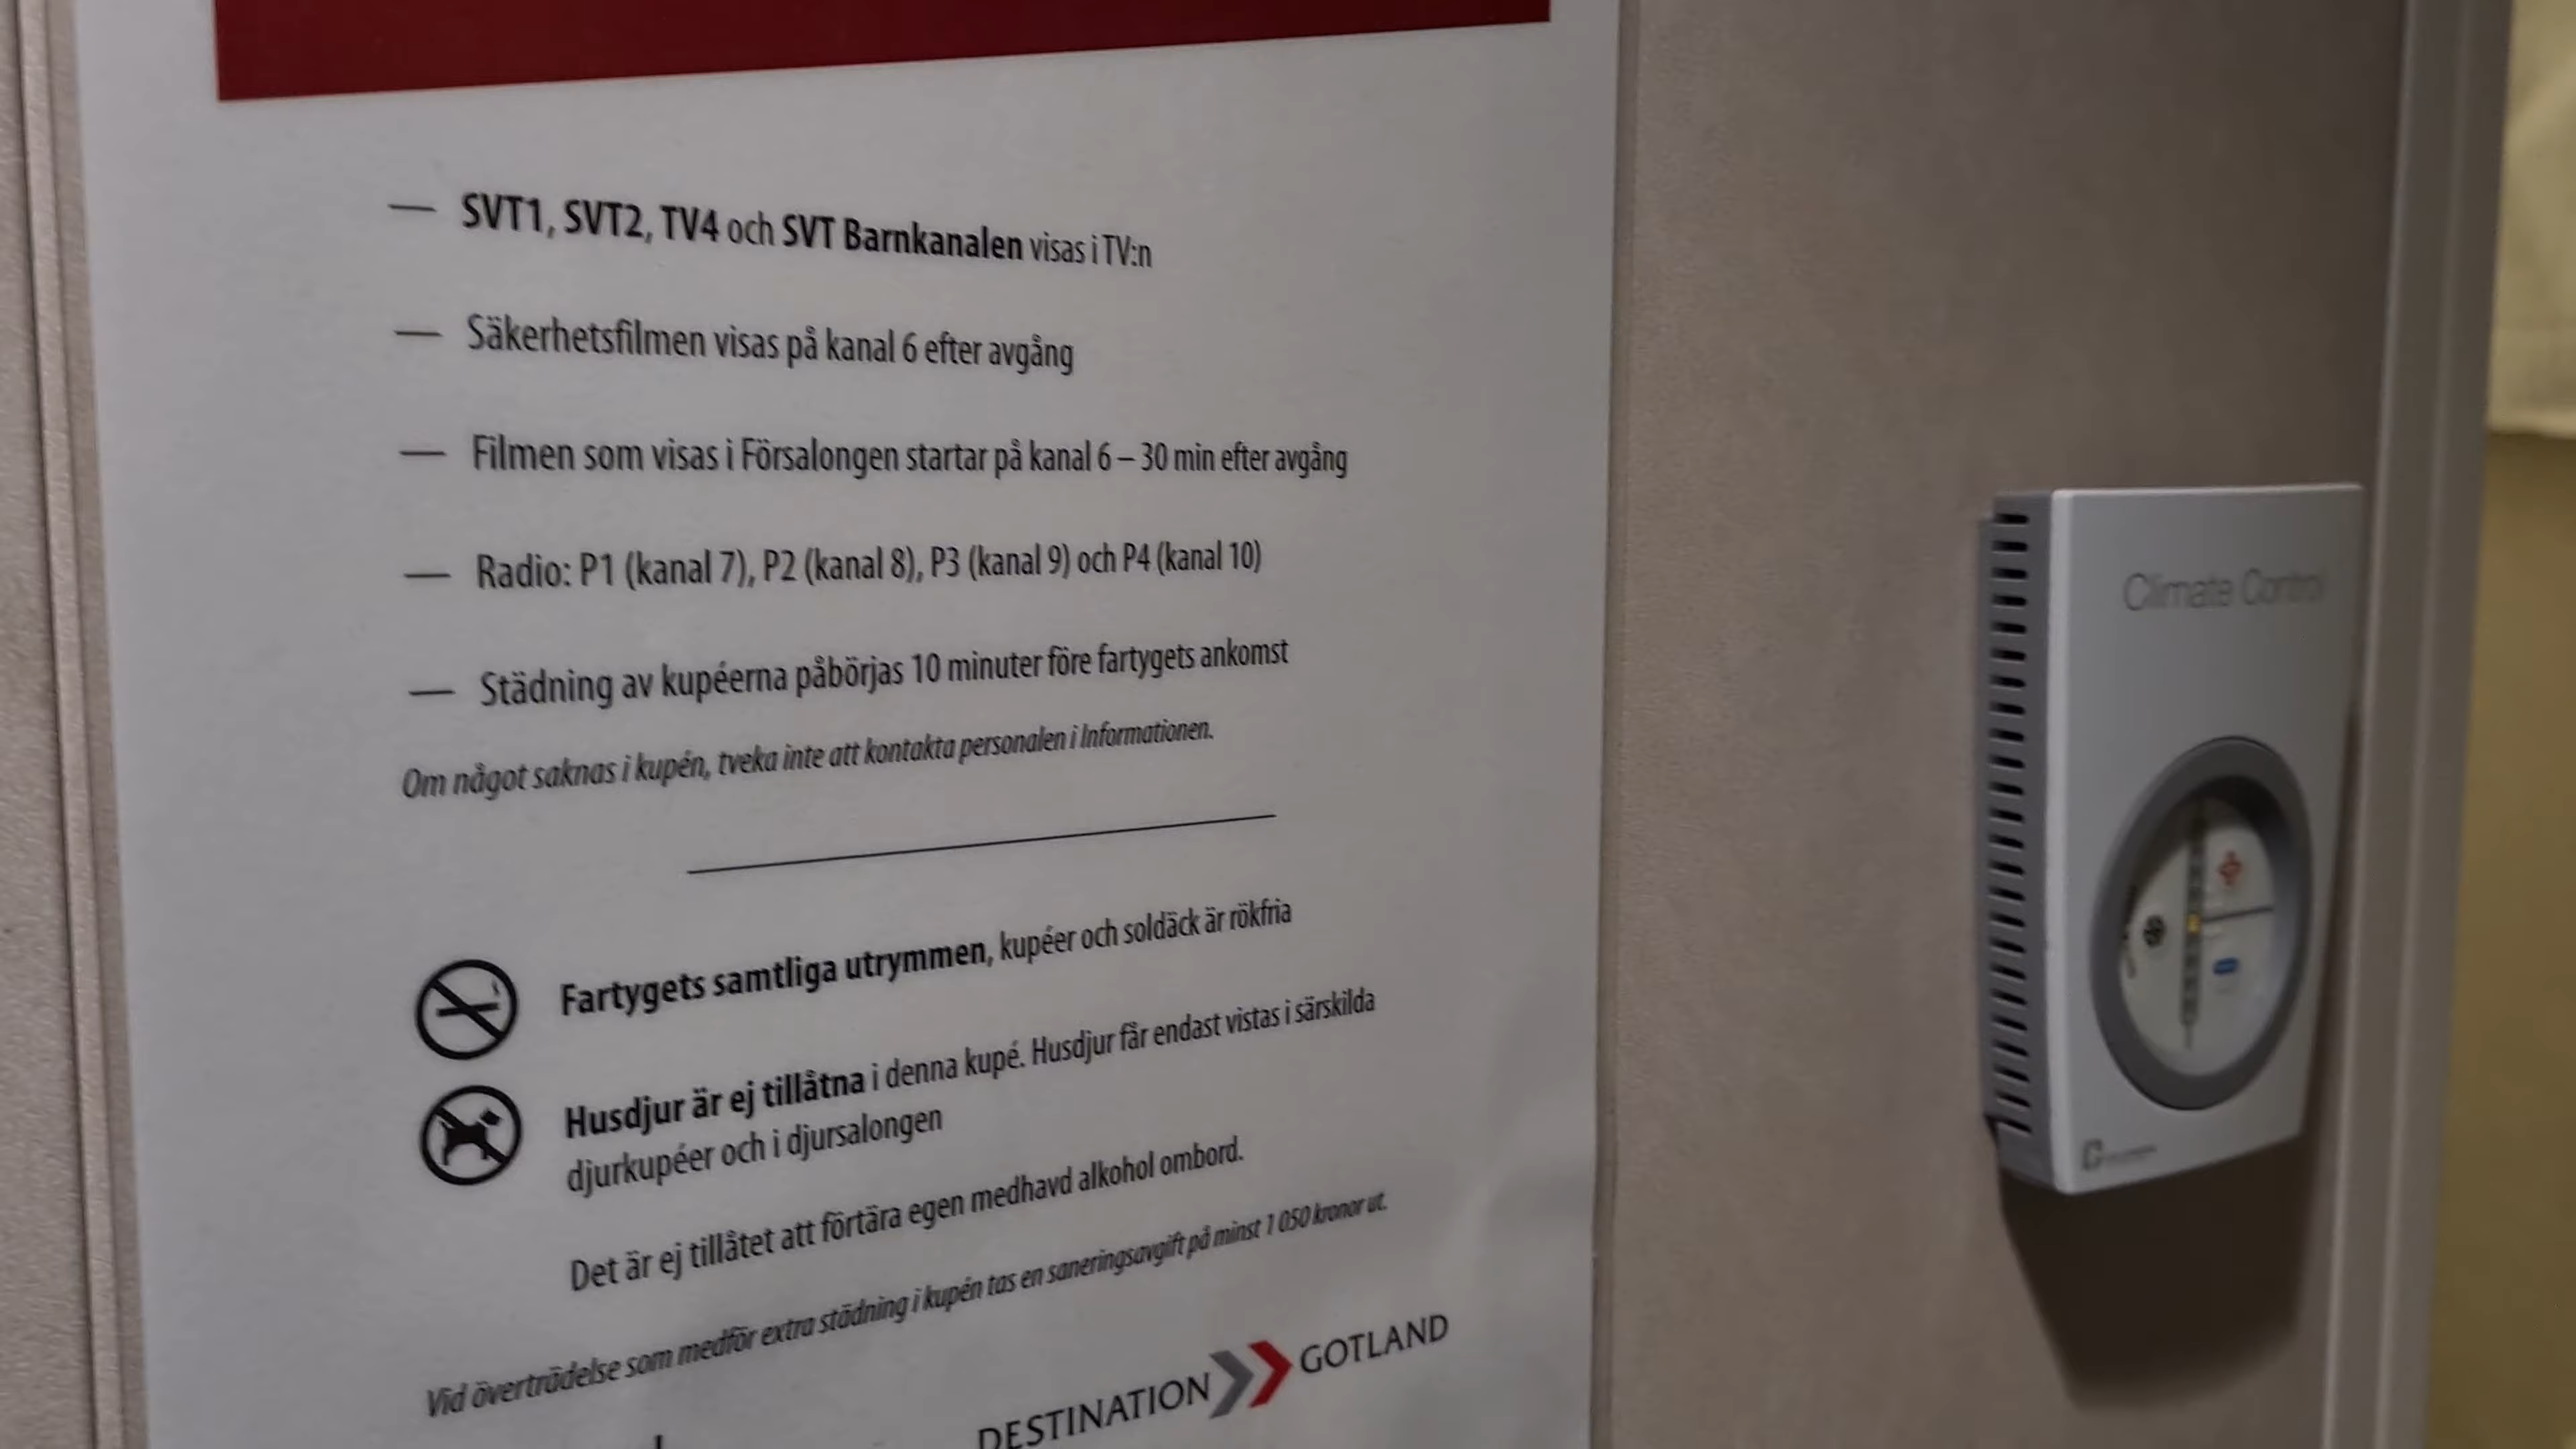 — SVT1, SVT2, TV4 och SVT Barnkanalen visas i TV:n
— Säkerhetsfilmen visas på kanal 6 efter avgång
— Filmen som visas i Försalongen startar på kanal 6 – 30 min efter avgång
— Radio: P1 (kanal 7), P2 (kanal 8), P3 (kanal 9) och P4 (kanal 10)
— Städning av kupéerna påbörjas 10 minuter före fartygets ankomst
Om något saknas i kupén, tveka inte att kontakta personalen i Informationen.
Fartygets samtliga utrymmen, kupéer och soldäck är rökfria
Husdjur är ej tillåtna i denna kupé. Husdjur får endast vistas i särskilda
djurkupéer och i djursalongen
Det är ej tillåtet att förtära egen medhavd alkohol ombord.
Vid överträdelse som medför extra städning i kupén tas en saneringsavgift på minst 1 050 kronor ut.
DESTINATION GOTLAND
Climate Control